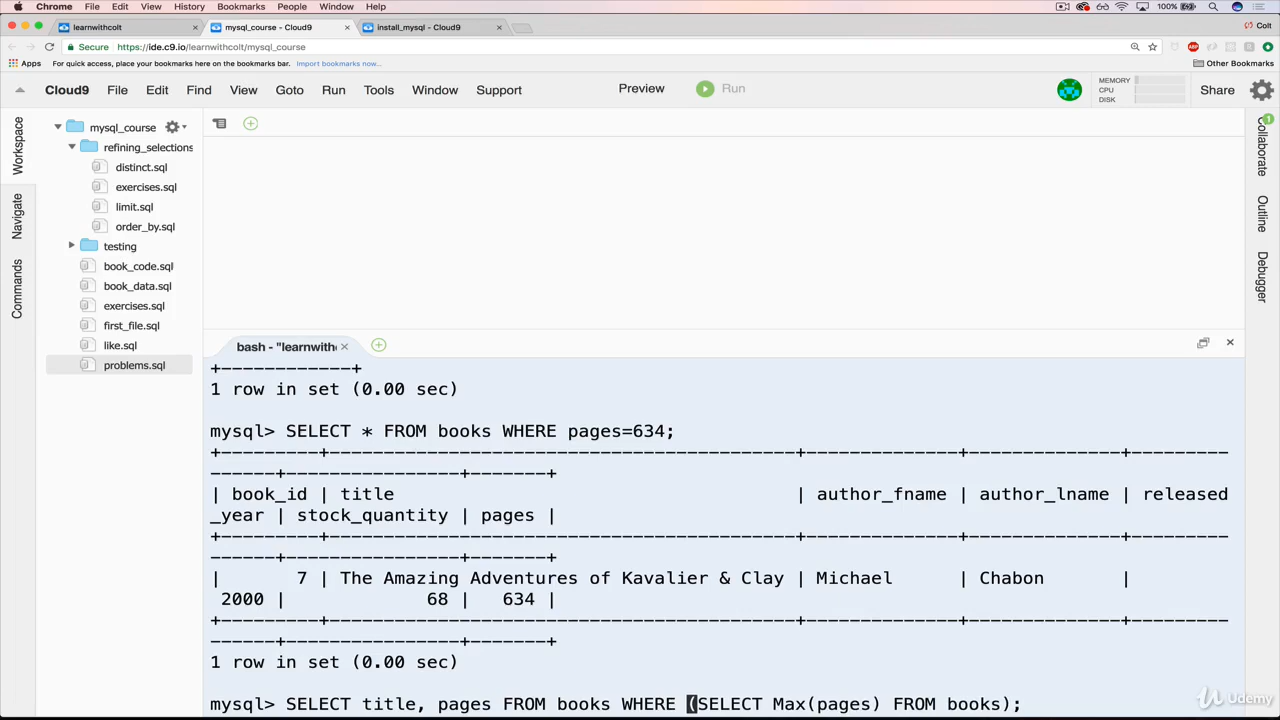 Chrome File Edit View History Bookmarks People Window Help 100%
learnwithcolt mysql_course - Cloud9 install_mysql - Cloud9 Colt
Secure https://ide.c9.io/learnwithcolt/mysql_course ABP
Apps For quick access, place your bookmarks here on the bookmarks bar. Import bookmarks now... Other Bookmarks
Cloud9 File Edit Find View Goto Run Tools Window Support Preview Run MEMORY CPU DISK Share
Workspace
Navigate
Commands
mysql_course
refining_selections
distinct.sql
exercises.sql
limit.sql
order_by.sql
testing
book_code.sql
book_data.sql
exercises.sql
first_file.sql
like.sql
problems.sql
1
Collaborate
Outline
Debugger
bash - "learnwith
+------------+
1 row in set (0.00 sec)
mysql> SELECT * FROM books WHERE pages=634;
+---------+-------------------------------------------+--------------+--------------+---------
------+----------------+-------+
| book_id | title                                     | author_fname | author_lname | released
_year | stock_quantity | pages |
+---------+-------------------------------------------+--------------+--------------+---------
------+----------------+-------+
|       7 | The Amazing Adventures of Kavalier & Clay | Michael      | Chabon       |
 2000 |             68 |   634 |
+---------+-------------------------------------------+--------------+--------------+---------
------+----------------+-------+
1 row in set (0.00 sec)
mysql> SELECT title, pages FROM books WHERE (SELECT Max(pages) FROM books);
Udemy